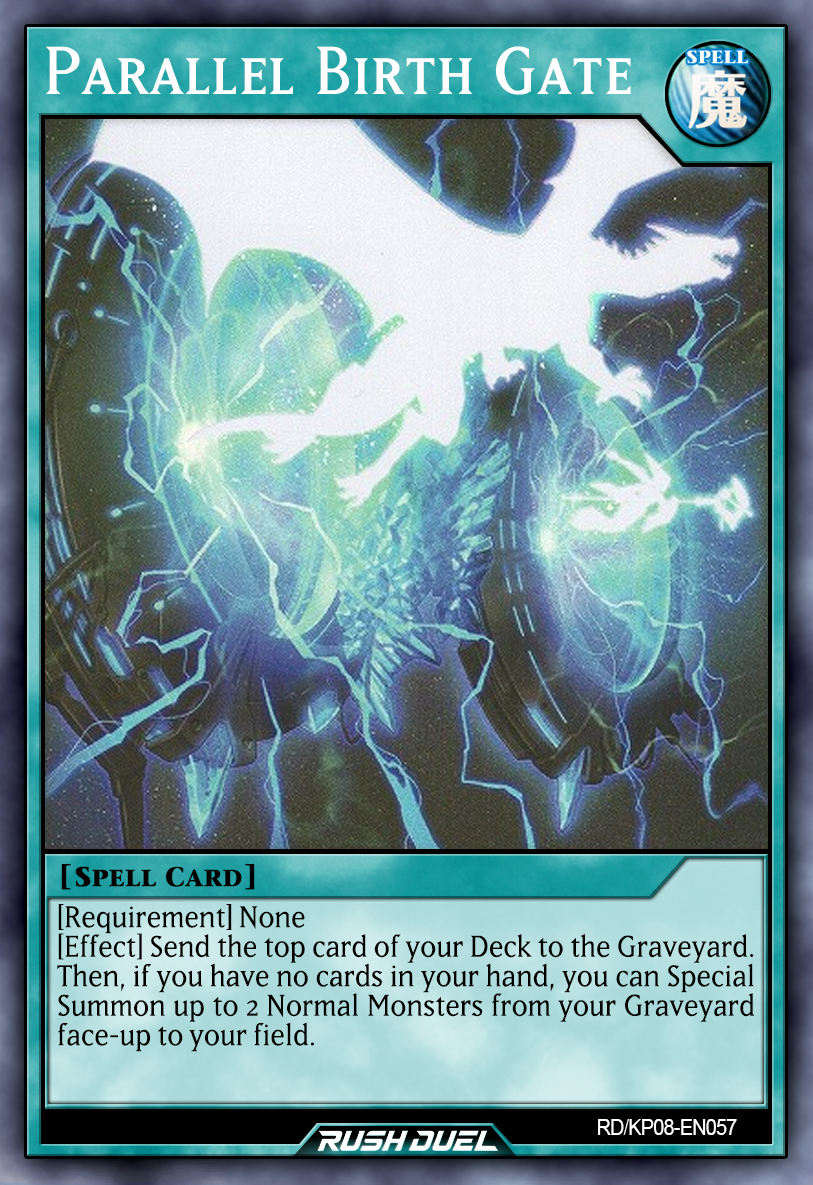 Parallel Birth Gate
SPELL
魔
[Spell Card]
[Requirement] None
[Effect] Send the top card of your Deck to the Graveyard.
Then, if you have no cards in your hand, you can Special
Summon up to 2 Normal Monsters from your Graveyard
face-up to your field.
RD/KP08-EN057
RUSH DUEL